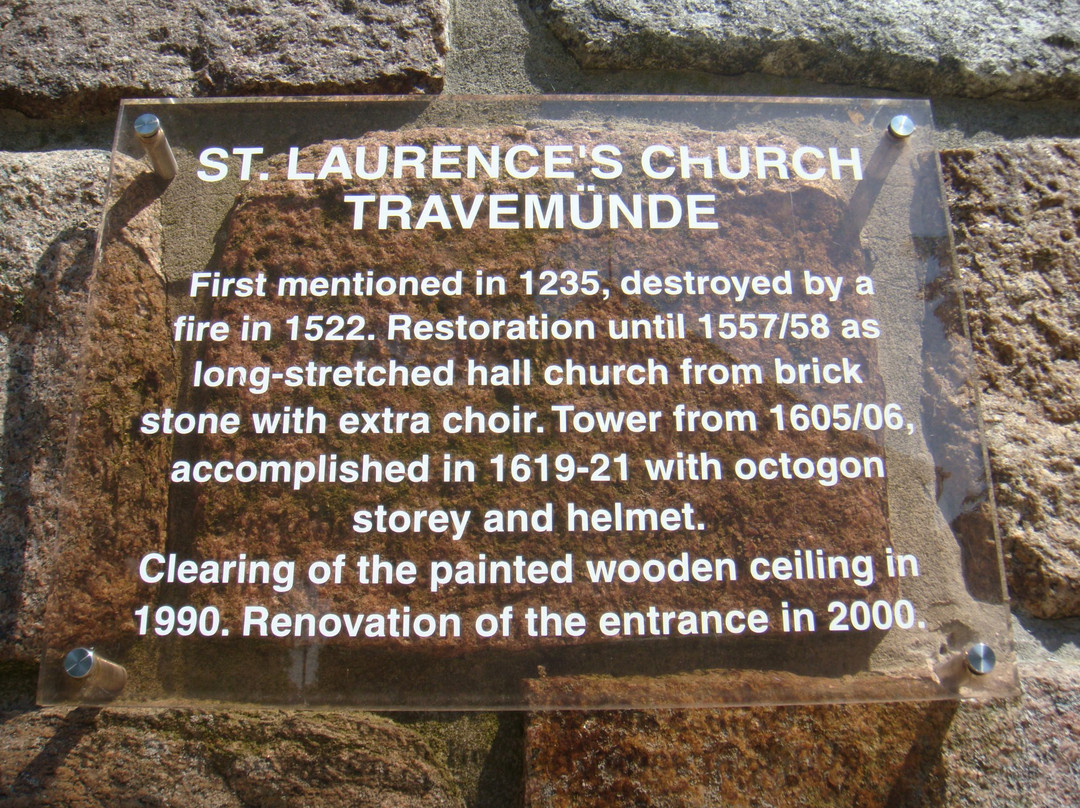 ST. LAURENCE'S CHURCH
TRAVEMÜNDE
First mentioned in 1235, destroyed by a
fire in 1522. Restoration until 1557/58 as
long-stretched hall church from brick
stone with extra choir. Tower from 1605/06,
accomplished in 1619-21 with octogon
storey and helmet.
Clearing of the painted wooden ceiling in
1990. Renovation of the entrance in 2000.